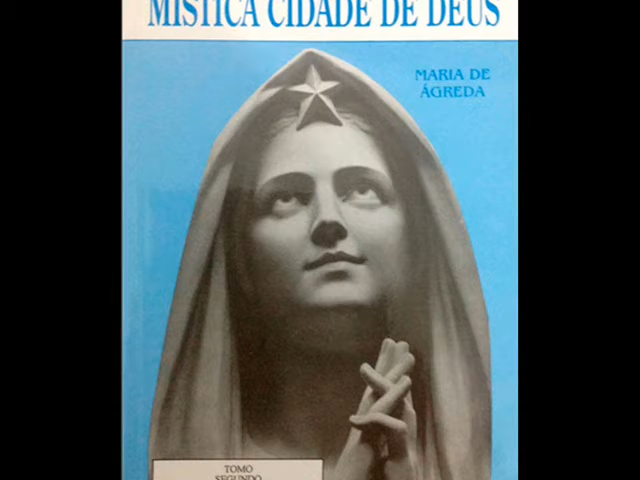 MÍSTICA CIDADE DE DEUS
MARIA DE
ÁGREDA
TOMO
SEGUNDO